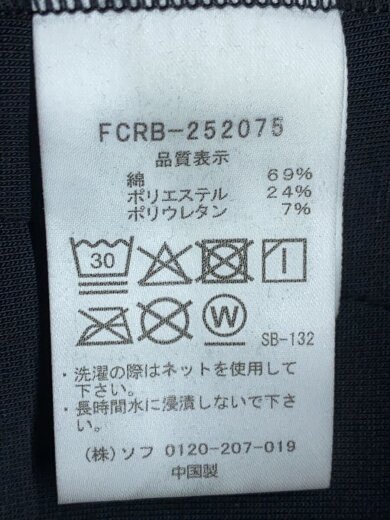 FCRB-252075
品質表示
綿 69%
ポリエステル 24%
ポリウレタン 7%
30
W
SB-132
・洗濯の際はネットを使用して
下さい。
・長時間水に浸漬しないで下さ
い。
(株)ソフ 0120-207-019
中国製